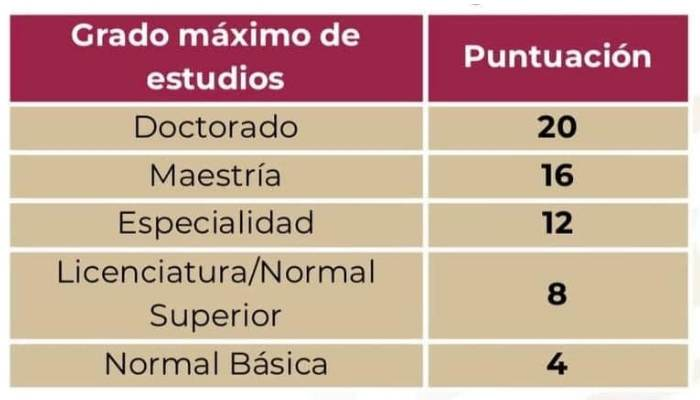 Grado máximo de
estudios
Puntuación
Doctorado
20
Maestría
16
Especialidad
12
Licenciatura/Normal
Superior
8
Normal Básica
4